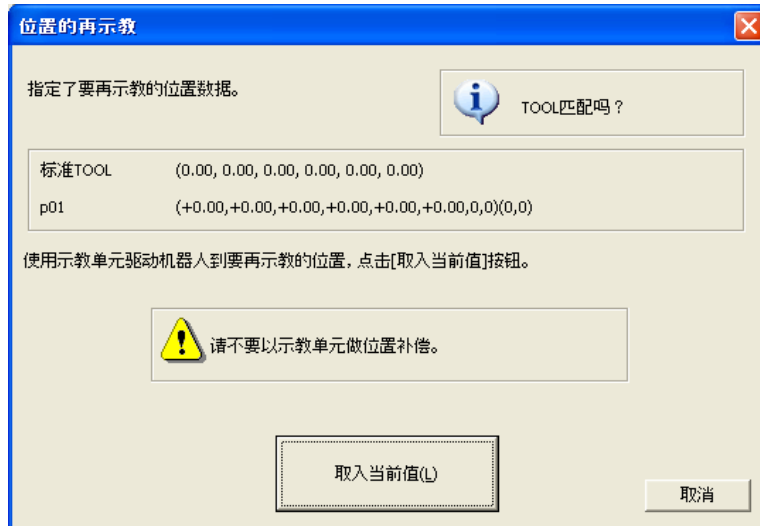 位置的再示教
指定了要再示教的位置数据。
TOOL匹配吗？
标准TOOL (0.00, 0.00, 0.00, 0.00, 0.00, 0.00)
p01 (+0.00,+0.00,+0.00,+0.00,+0.00,+0.00,0,0)(0,0)
使用示教单元驱动机器人到要再示教的位置，点击[取入当前值]按钮。
请不要以示教单元做位置补偿。
取入当前值(L)
取消